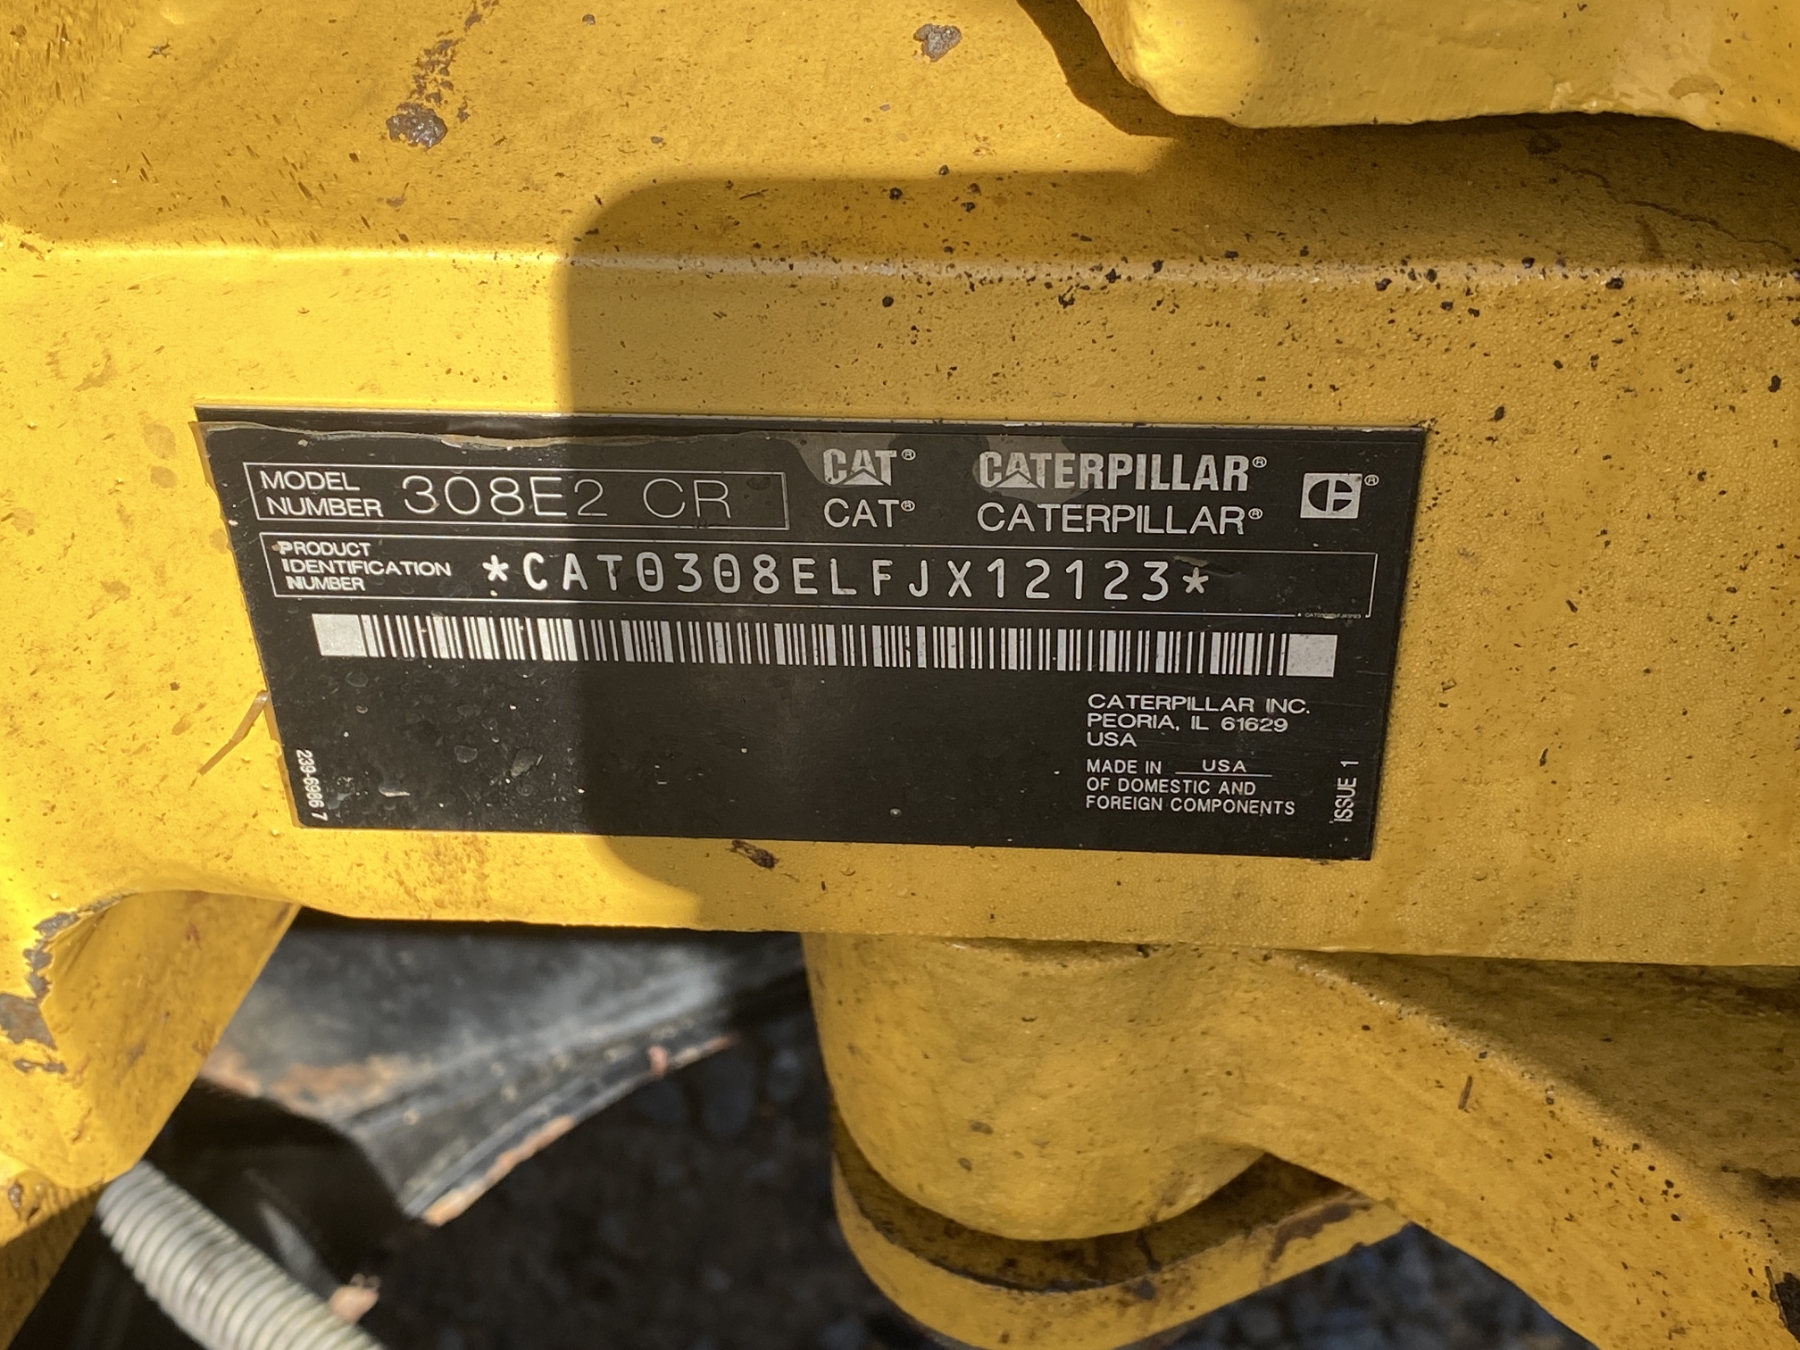 MODEL NUMBER 308E2 CR
CAT® CATERPILLAR®
CAT® CATERPILLAR®
PRODUCT IDENTIFICATION NUMBER *CAT0308ELFJX12123*
CATERPILLAR INC.
PEORIA, IL 61629
USA
MADE IN USA
OF DOMESTIC AND
FOREIGN COMPONENTS
239-6986 7
ISSUE 1